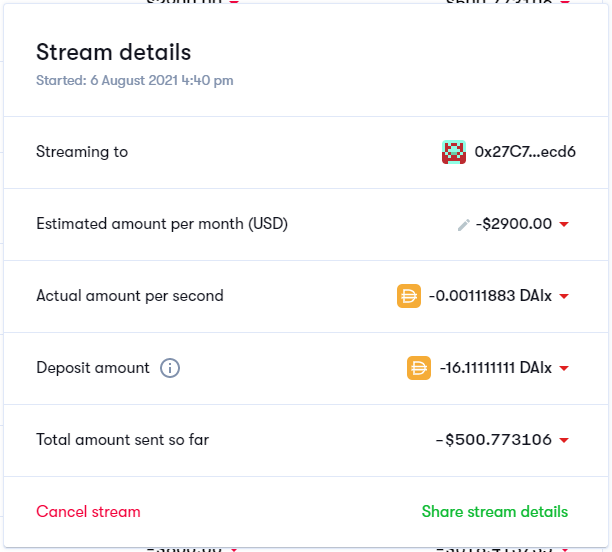 Stream details
Started: 6 August 2021 4:40 pm
Streaming to 0x27C7...ecd6
Estimated amount per month (USD) -$2900.00
Actual amount per second -0.00111883 DAIx
Deposit amount -16.11111111 DAIx
Total amount sent so far -$500.773106
Cancel stream Share stream details